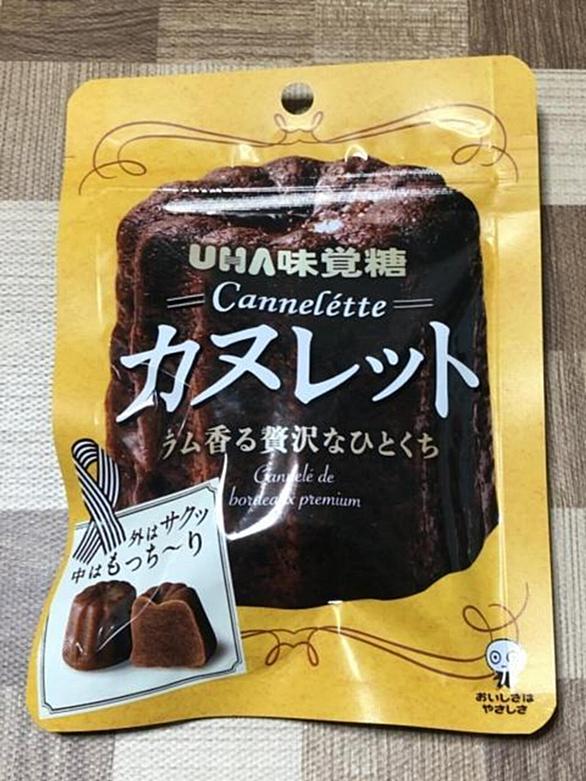 UHA味覚糖
Cannelétte
カヌレット
ラム香る贅沢なひとくち
Canelé de
bordeaux premium
外はサクッ
中はもっち〜り
おいしさは
やさしさ